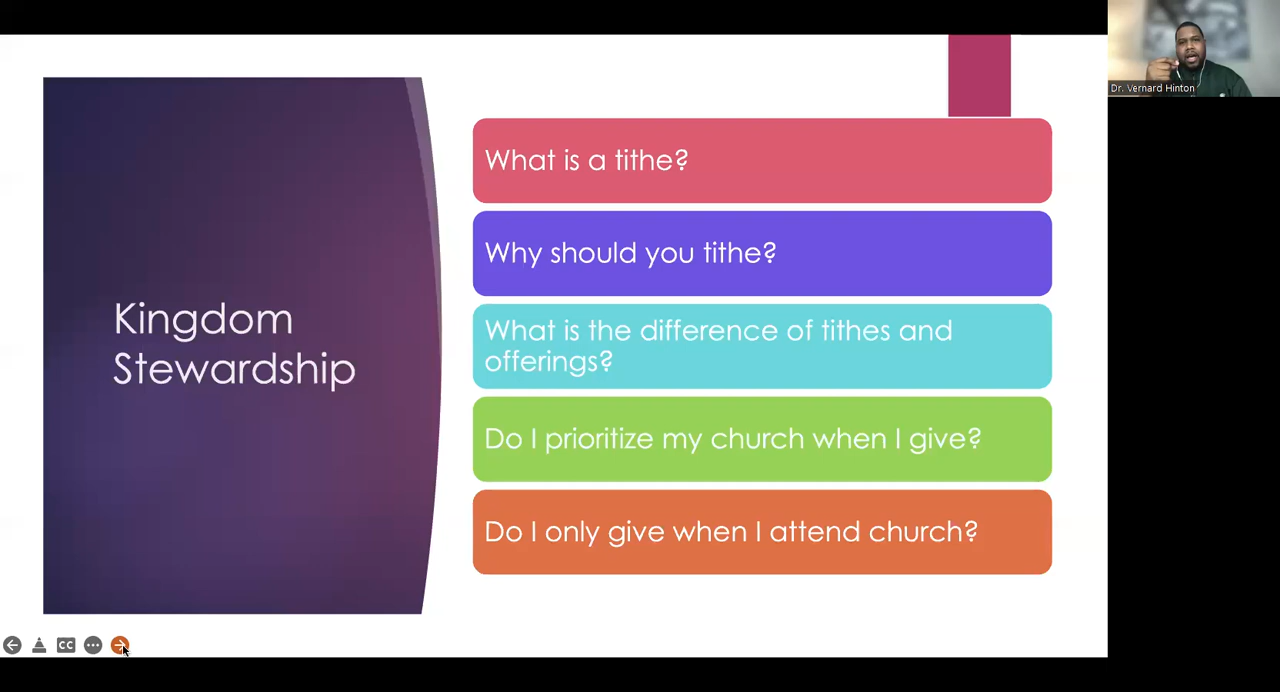 Dr. Vernard Hinton
Kingdom
Stewardship
What is a tithe?
Why should you tithe?
What is the difference of tithes and
offerings?
Do I prioritize my church when I give?
Do I only give when I attend church?
CC